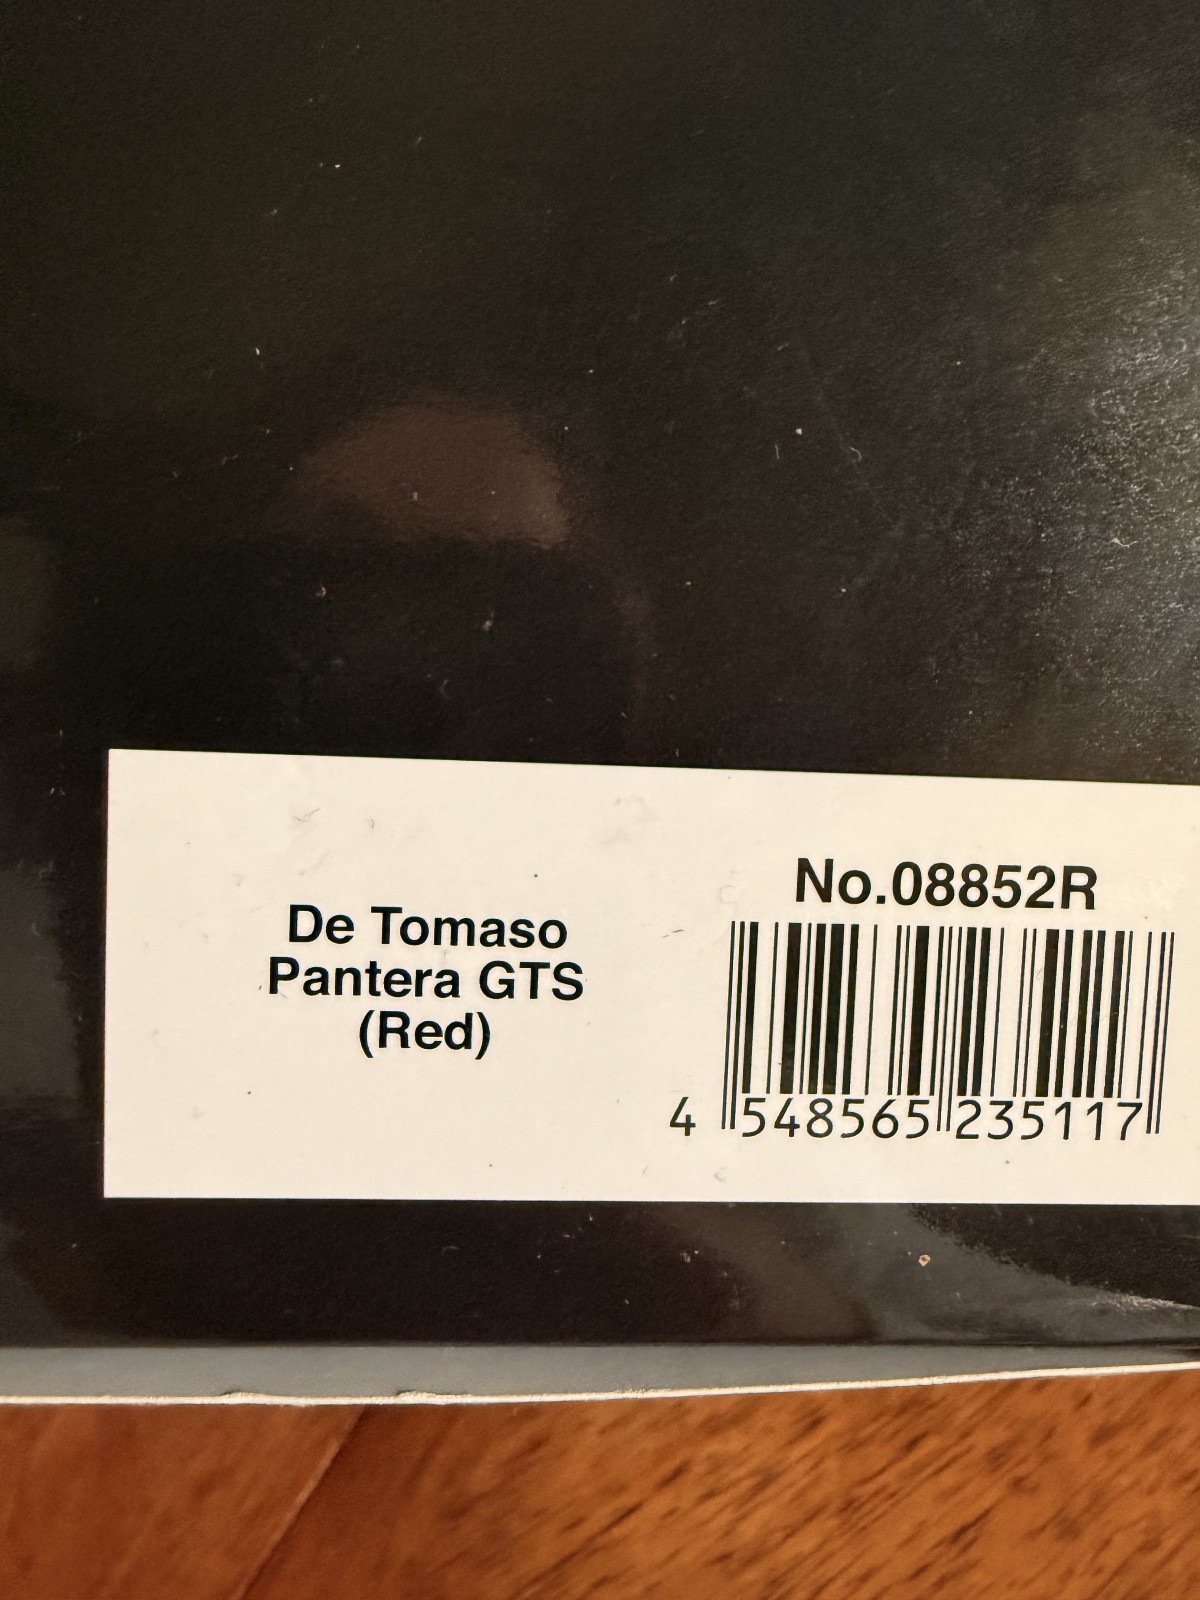 De Tomaso
Pantera GTS
(Red)
No.08852R
4 548565 235117